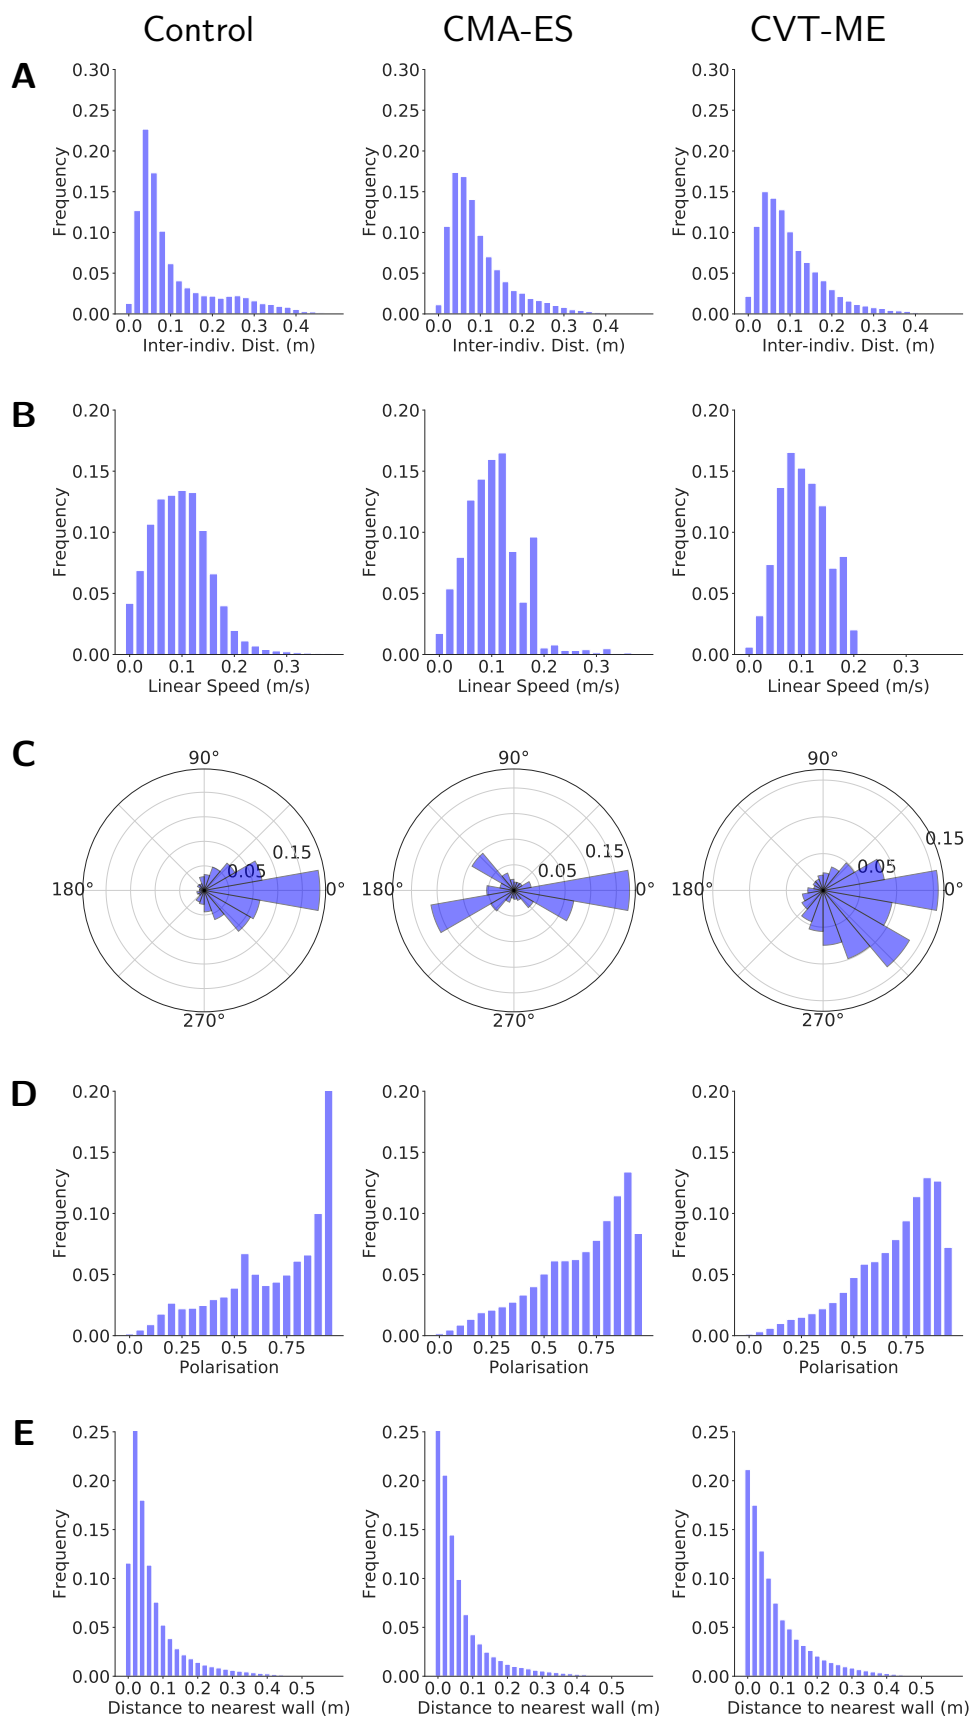 Control CMA-ES CVT-ME
A
0.30 0.30 0.30
0.25 0.25 0.25
0.20 0.20 0.20
0.15 0.15 0.15
0.10 0.10 0.10
0.05 0.05 0.05
0.00 0.00 0.00
Frequency Frequency Frequency
0.0 0.1 0.2 0.3 0.4 0.0 0.1 0.2 0.3 0.4 0.0 0.1 0.2 0.3 0.4
Inter-indiv. Dist. (m) Inter-indiv. Dist. (m) Inter-indiv. Dist. (m)
B
0.20 0.20 0.20
0.15 0.15 0.15
0.10 0.10 0.10
0.05 0.05 0.05
0.00 0.00 0.00
Frequency Frequency Frequency
0.0 0.1 0.2 0.3 0.0 0.1 0.2 0.3 0.0 0.1 0.2 0.3
Linear Speed (m/s) Linear Speed (m/s) Linear Speed (m/s)
C
90° 90° 90°
0.15 0.15 0.15
0.05 0.05 0.05
180° 0° 180° 0° 180° 0°
270° 270° 270°
D
0.20 0.20 0.20
0.15 0.15 0.15
0.10 0.10 0.10
0.05 0.05 0.05
0.00 0.00 0.00
Frequency Frequency Frequency
0.0 0.25 0.5 0.75 0.0 0.25 0.5 0.75 0.0 0.25 0.5 0.75
Polarisation Polarisation Polarisation
E
0.25 0.25 0.25
0.20 0.20 0.20
0.15 0.15 0.15
0.10 0.10 0.10
0.05 0.05 0.05
0.00 0.00 0.00
Frequency Frequency Frequency
0.0 0.1 0.2 0.3 0.4 0.5 0.0 0.1 0.2 0.3 0.4 0.5 0.0 0.1 0.2 0.3 0.4 0.5
Distance to nearest wall (m) Distance to nearest wall (m) Distance to nearest wall (m)